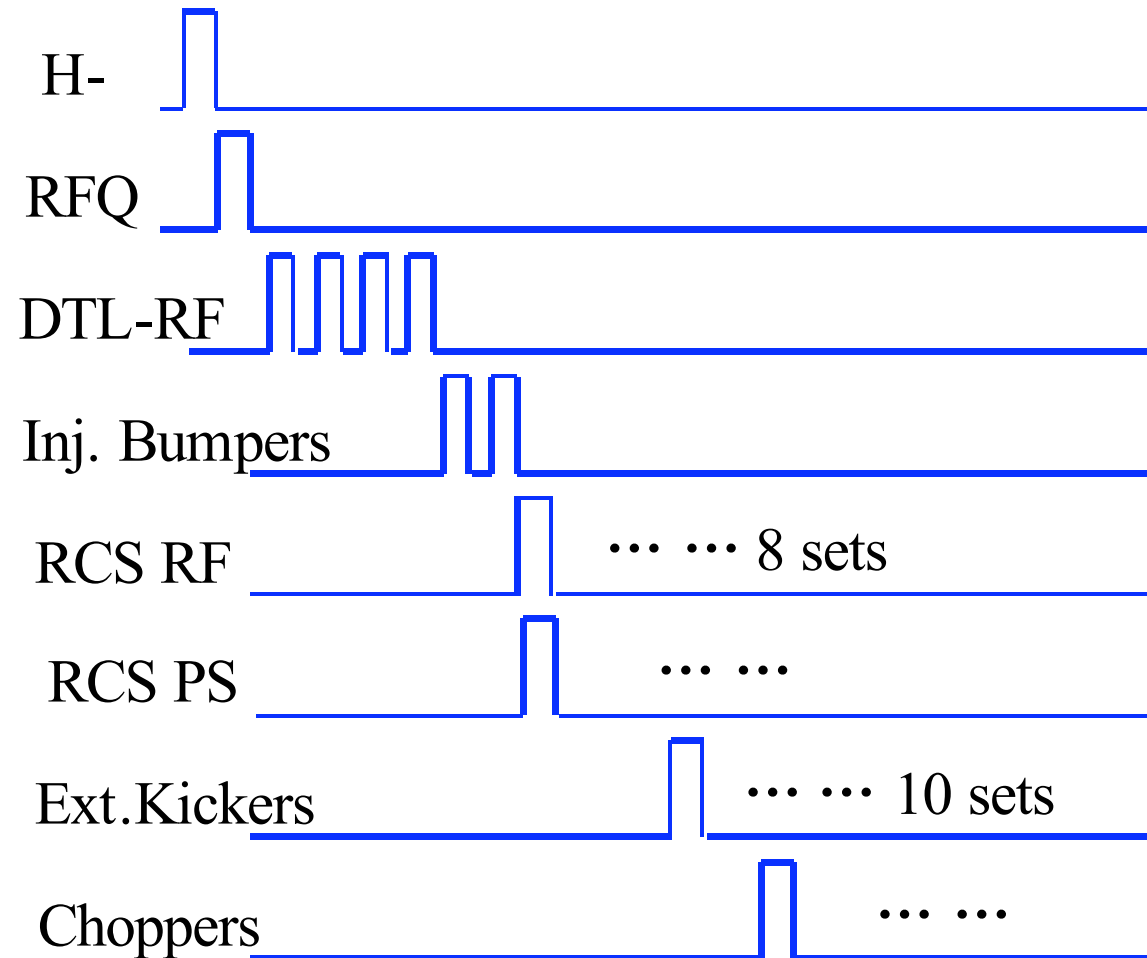 H-
RFQ
DTL-RF
Inj. Bumpers
RCS RF ... ... 8 sets
RCS PS ... ...
Ext.Kickers ... ... 10 sets
Choppers ... ...